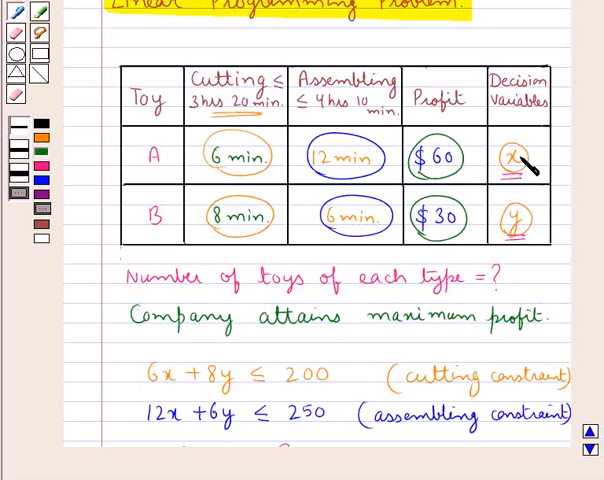 Linear Programming Problem.
Toy
Cutting ≤
3hrs 20 min.
Assembling
≤ 4hrs 10
min.
Profit
Decision
Variables
A
6 min.
12 min
$ 60
x
B
8 min.
6 min.
$ 30
y
Number of toys of each type = ?
Company attains maximum profit.
6x + 8y ≤ 200 (cutting constraint)
12x + 6y ≤ 250 (assembling constraint)